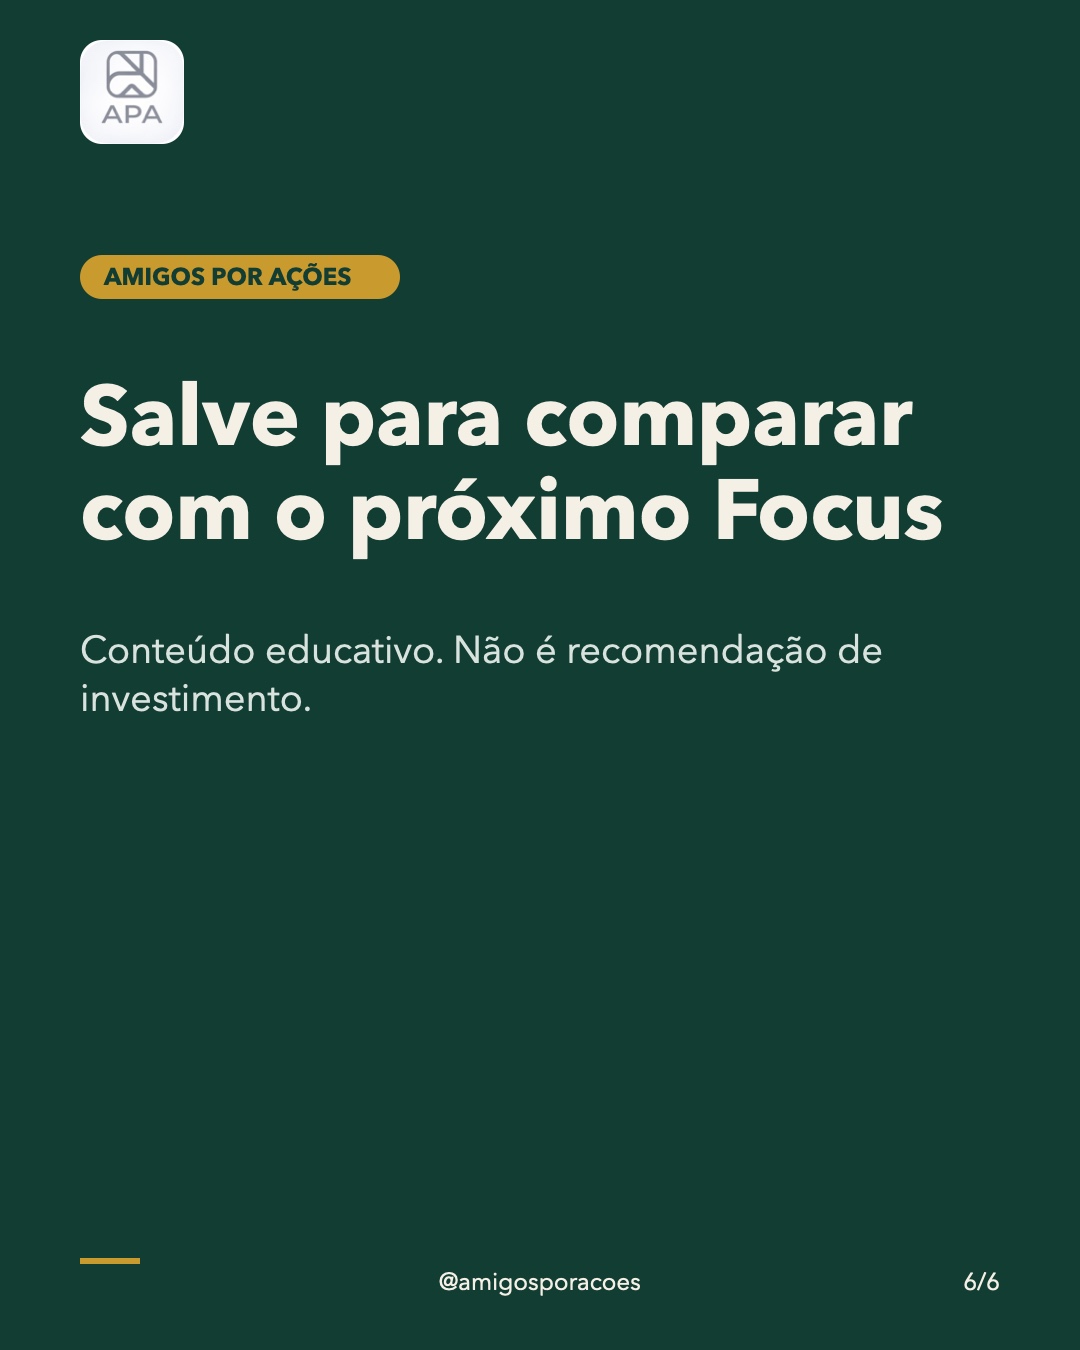 APA
AMIGOS POR AÇÕES
Salve para comparar
com o próximo Focus
Conteúdo educativo. Não é recomendação de
investimento.
@amigosporacoes
6/6